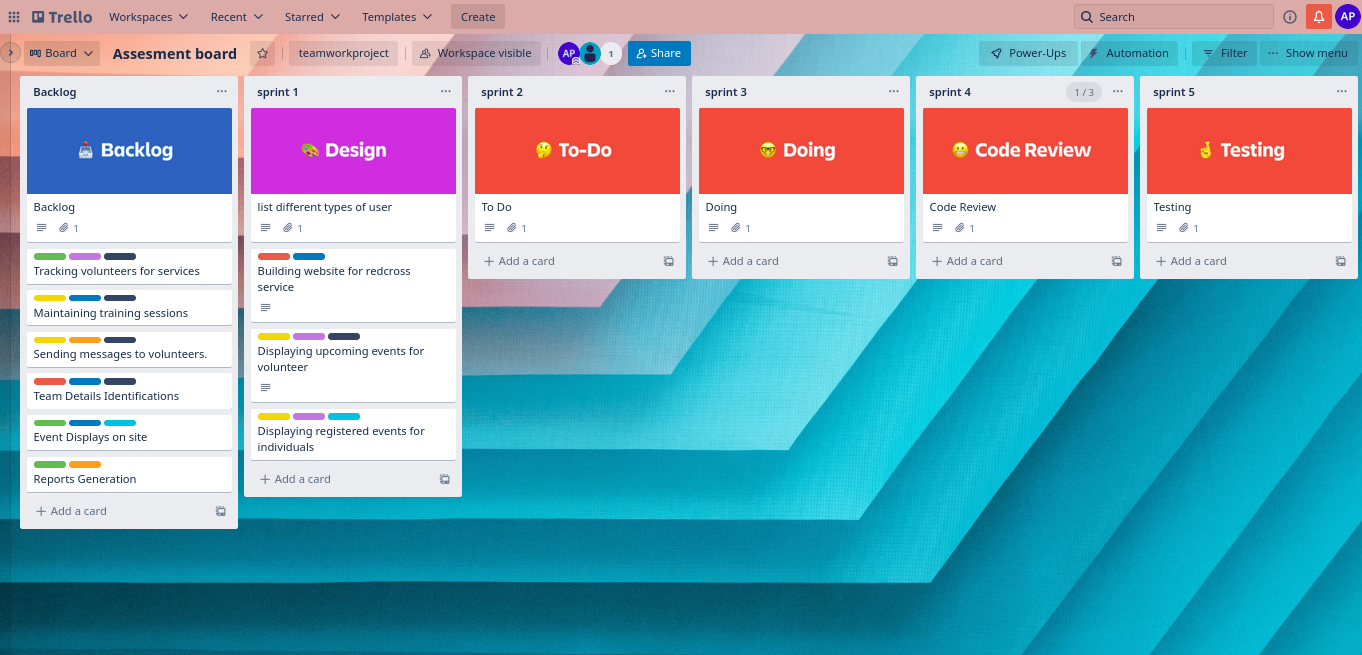 Trello Workspaces Recent Starred Templates Create Search AP
Board Assesment board teamworkproject Workspace visible AP 1 Share Power-Ups Automation Filter Show menu
Backlog
Backlog
Backlog
1
Tracking volunteers for services
Maintaining training sessions
Sending messages to volunteers.
Team Details Identifications
Event Displays on site
Reports Generation
Add a card
sprint 1
Design
list different types of user
1
Building website for redcross
service
Displaying upcoming events for
volunteer
Displaying registered events for
individuals
Add a card
sprint 2
To-Do
To Do
1
Add a card
sprint 3
Doing
Doing
1
Add a card
sprint 4 1 / 3
Code Review
Code Review
1
Add a card
sprint 5
Testing
Testing
1
Add a card